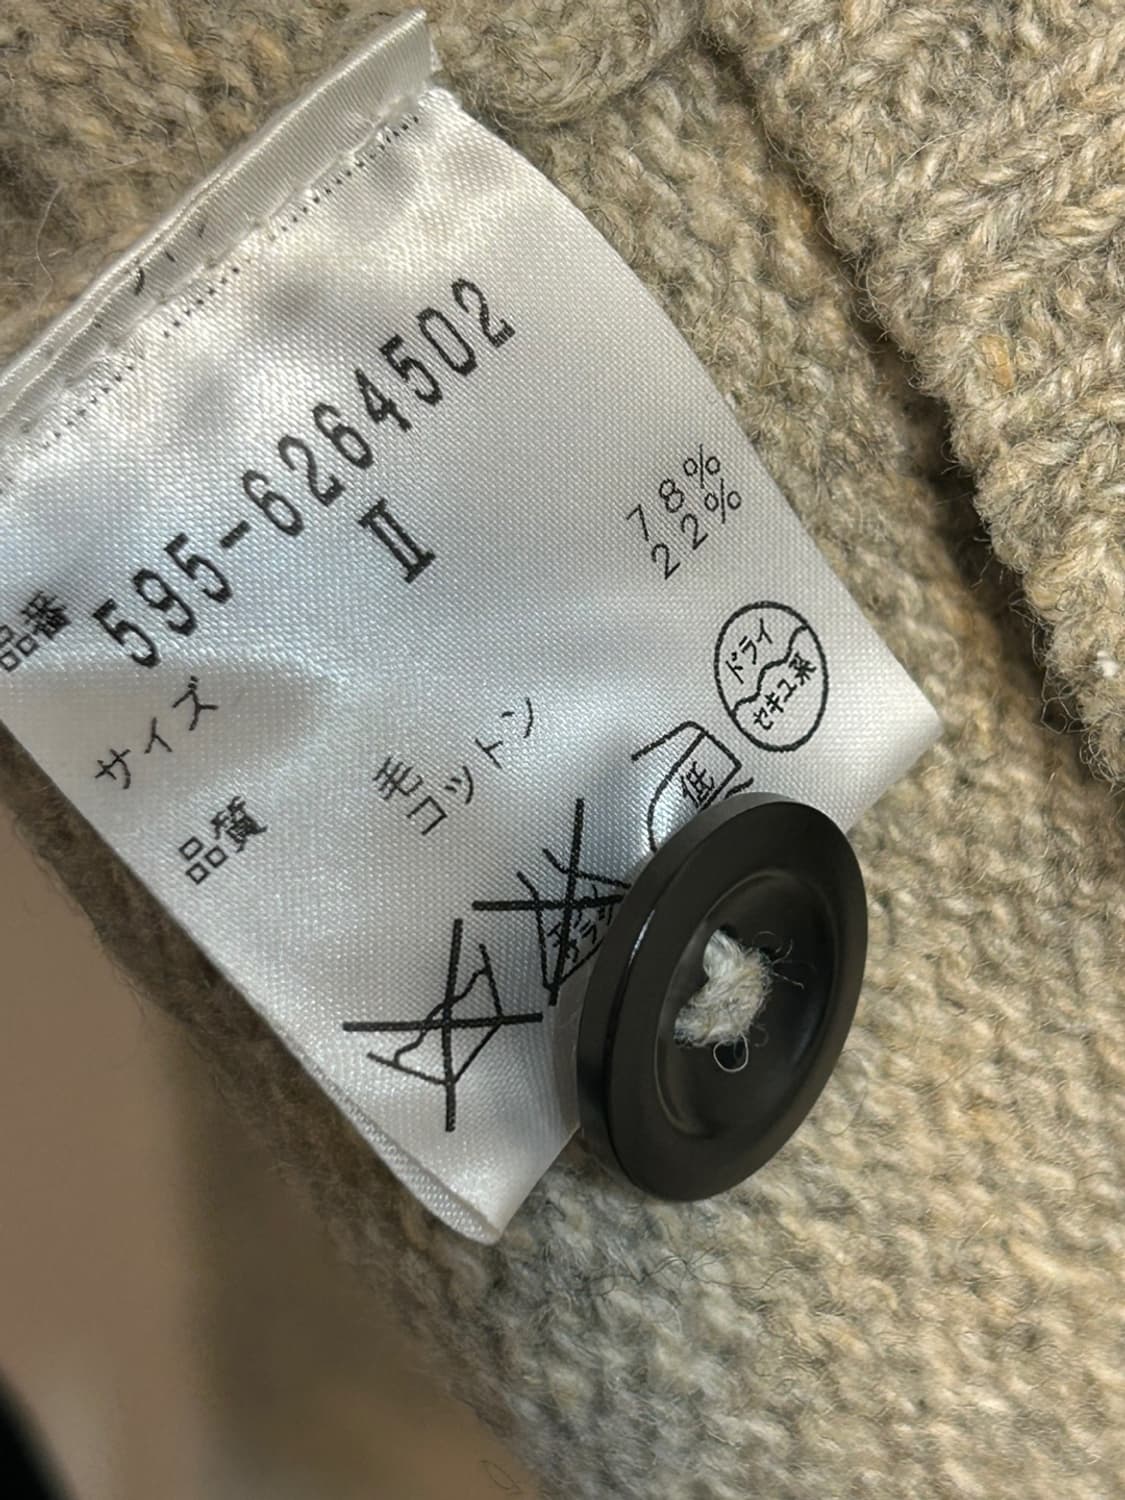 品番 595-6264502
サイズ Ⅱ
品質
毛 78%
コットン 22%
低
ドライ
セキユ系